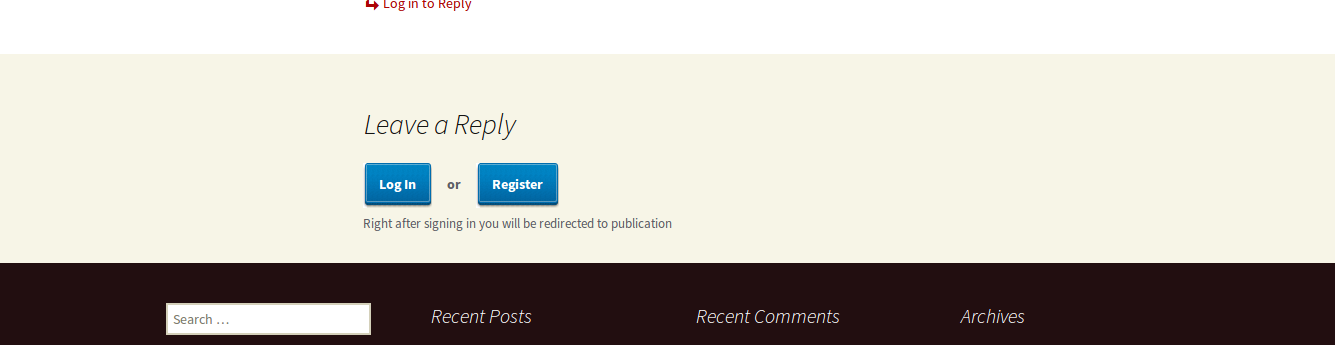 Log in to Reply
Leave a Reply
Log In or Register
Right after signing in you will be redirected to publication
Search … Recent Posts Recent Comments Archives